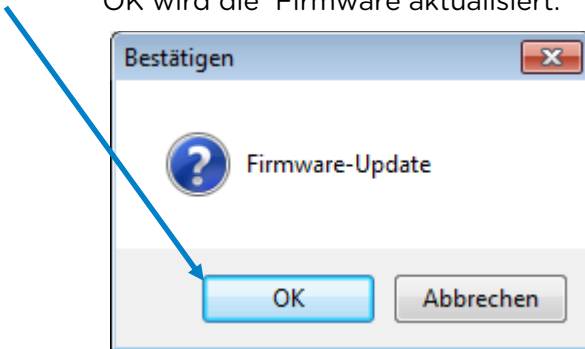 OK wird die Firmware aktualisiert.
Bestätigen
Firmware-Update
OK
Abbrechen